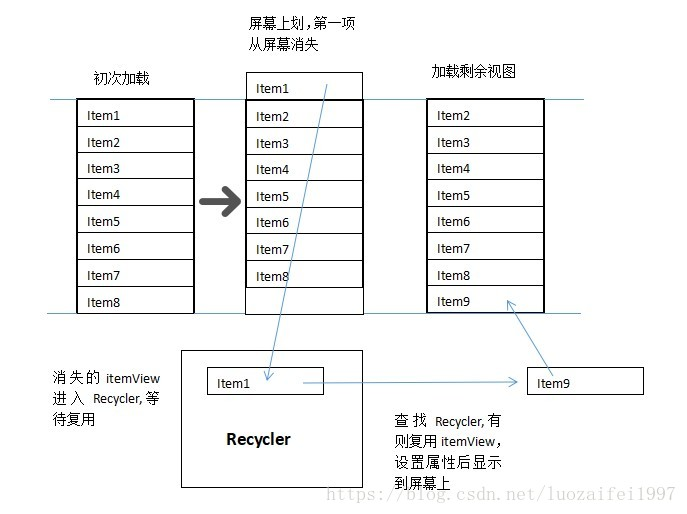 屏幕上划,第一项
从屏幕消失
初次加载
加载剩余视图
Item1
Item2
Item3
Item4
Item5
Item6
Item7
Item8
Item1
Item2
Item3
Item4
Item5
Item6
Item7
Item8
Item2
Item3
Item4
Item5
Item6
Item7
Item8
Item9
消失的 itemView
进入 Recycler,等
待复用
Item1
Recycler
Item9
查找 Recycler,有
则复用 itemView，
设置属性后显示
到屏幕上
https://blog.csdn.net/luozaifei1997